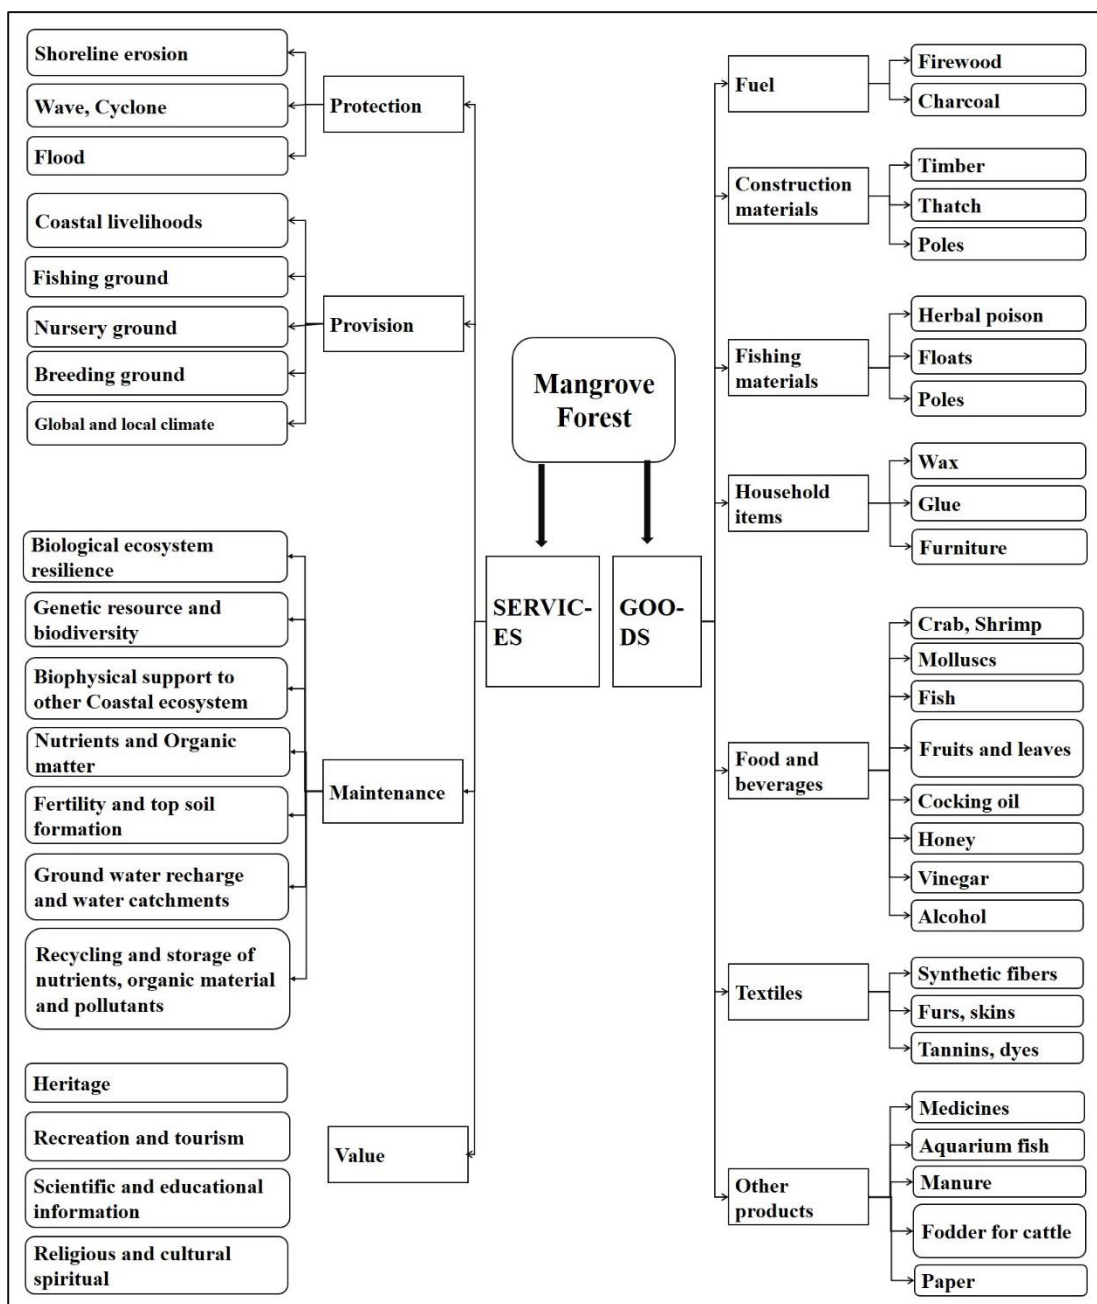 Shoreline erosion
Wave, Cyclone
Flood
Protection
Coastal livelihoods
Fishing ground
Nursery ground
Breeding ground
Global and local climate
Provision
Biological ecosystem
resilience
Genetic resource and
biodiversity
Biophysical support to
other Coastal ecosystem
Nutrients and Organic
matter
Fertility and top soil
formation
Ground water recharge
and water catchments
Recycling and storage of
nutrients, organic material
and pollutants
Maintenance
Heritage
Recreation and tourism
Scientific and educational
information
Religious and cultural
spiritual
Value
Mangrove
Forest
SERVIC-
ES
GOO-
DS
Fuel
Firewood
Charcoal
Construction
materials
Timber
Thatch
Poles
Fishing
materials
Herbal poison
Floats
Poles
Household
items
Wax
Glue
Furniture
Food and
beverages
Crab, Shrimp
Molluscs
Fish
Fruits and leaves
Cocking oil
Honey
Vinegar
Alcohol
Textiles
Synthetic fibers
Furs, skins
Tannins, dyes
Other
products
Medicines
Aquarium fish
Manure
Fodder for cattle
Paper